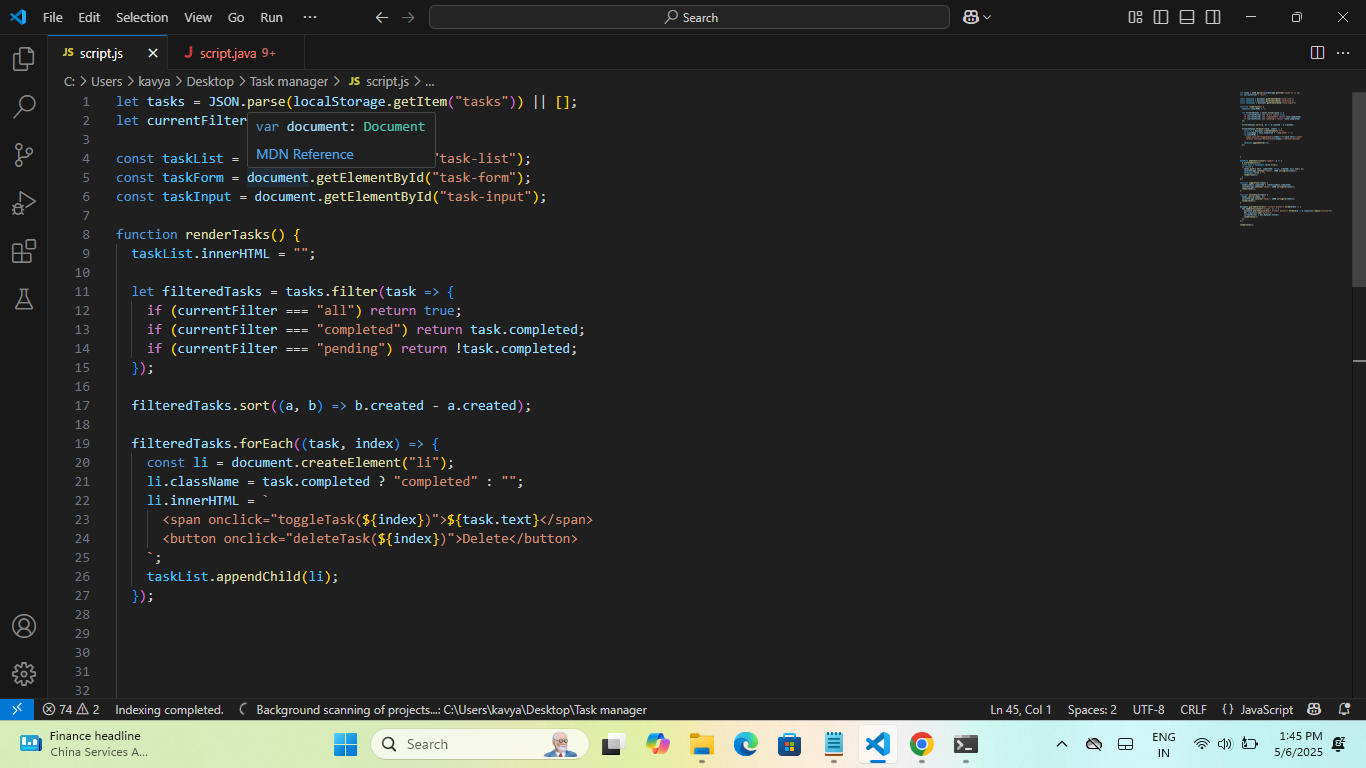 File Edit Selection View Go Run ··· Search
JS script.js J script.java 9+
C: > Users > kavya > Desktop > Task manager > JS script.js > ...
1 let tasks = JSON.parse(localStorage.getItem("tasks")) || [];
2 let currentFilter
var document: Document
MDN Reference
3
4 const taskList = "task-list");
5 const taskForm = document.getElementById("task-form");
6 const taskInput = document.getElementById("task-input");
7
8 function renderTasks() {
9 taskList.innerHTML = "";
10
11 let filteredTasks = tasks.filter(task => {
12 if (currentFilter === "all") return true;
13 if (currentFilter === "completed") return task.completed;
14 if (currentFilter === "pending") return !task.completed;
15 });
16
17 filteredTasks.sort((a, b) => b.created - a.created);
18
19 filteredTasks.forEach((task, index) => {
20 const li = document.createElement("li");
21 li.className = task.completed ? "completed" : "";
22 li.innerHTML = `
23 <span onclick="toggleTask(${index})">${task.text}</span>
24 <button onclick="deleteTask(${index})">Delete</button>
25 `;
26 taskList.appendChild(li);
27 });
28
29
30
31
32
74 2 Indexing completed. Background scanning of projects...: C:\Users\kavya\Desktop\Task manager Ln 45, Col 1 Spaces: 2 UTF-8 CRLF {} JavaScript
Finance headline
China Services A...
Search
ENG
IN
1:45 PM
5/6/2025